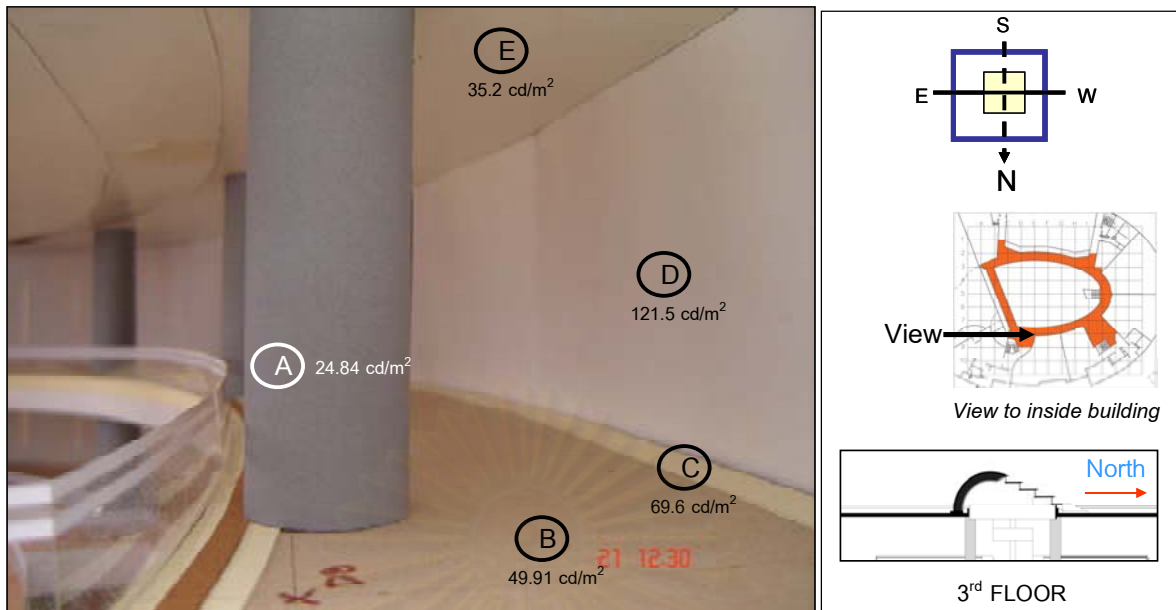 E
35.2 cd/m²
D
121.5 cd/m²
A 24.84 cd/m²
C
69.6 cd/m²
B
49.91 cd/m²
21 12.30
S
E W
N
View
View to inside building
North
3rd FLOOR